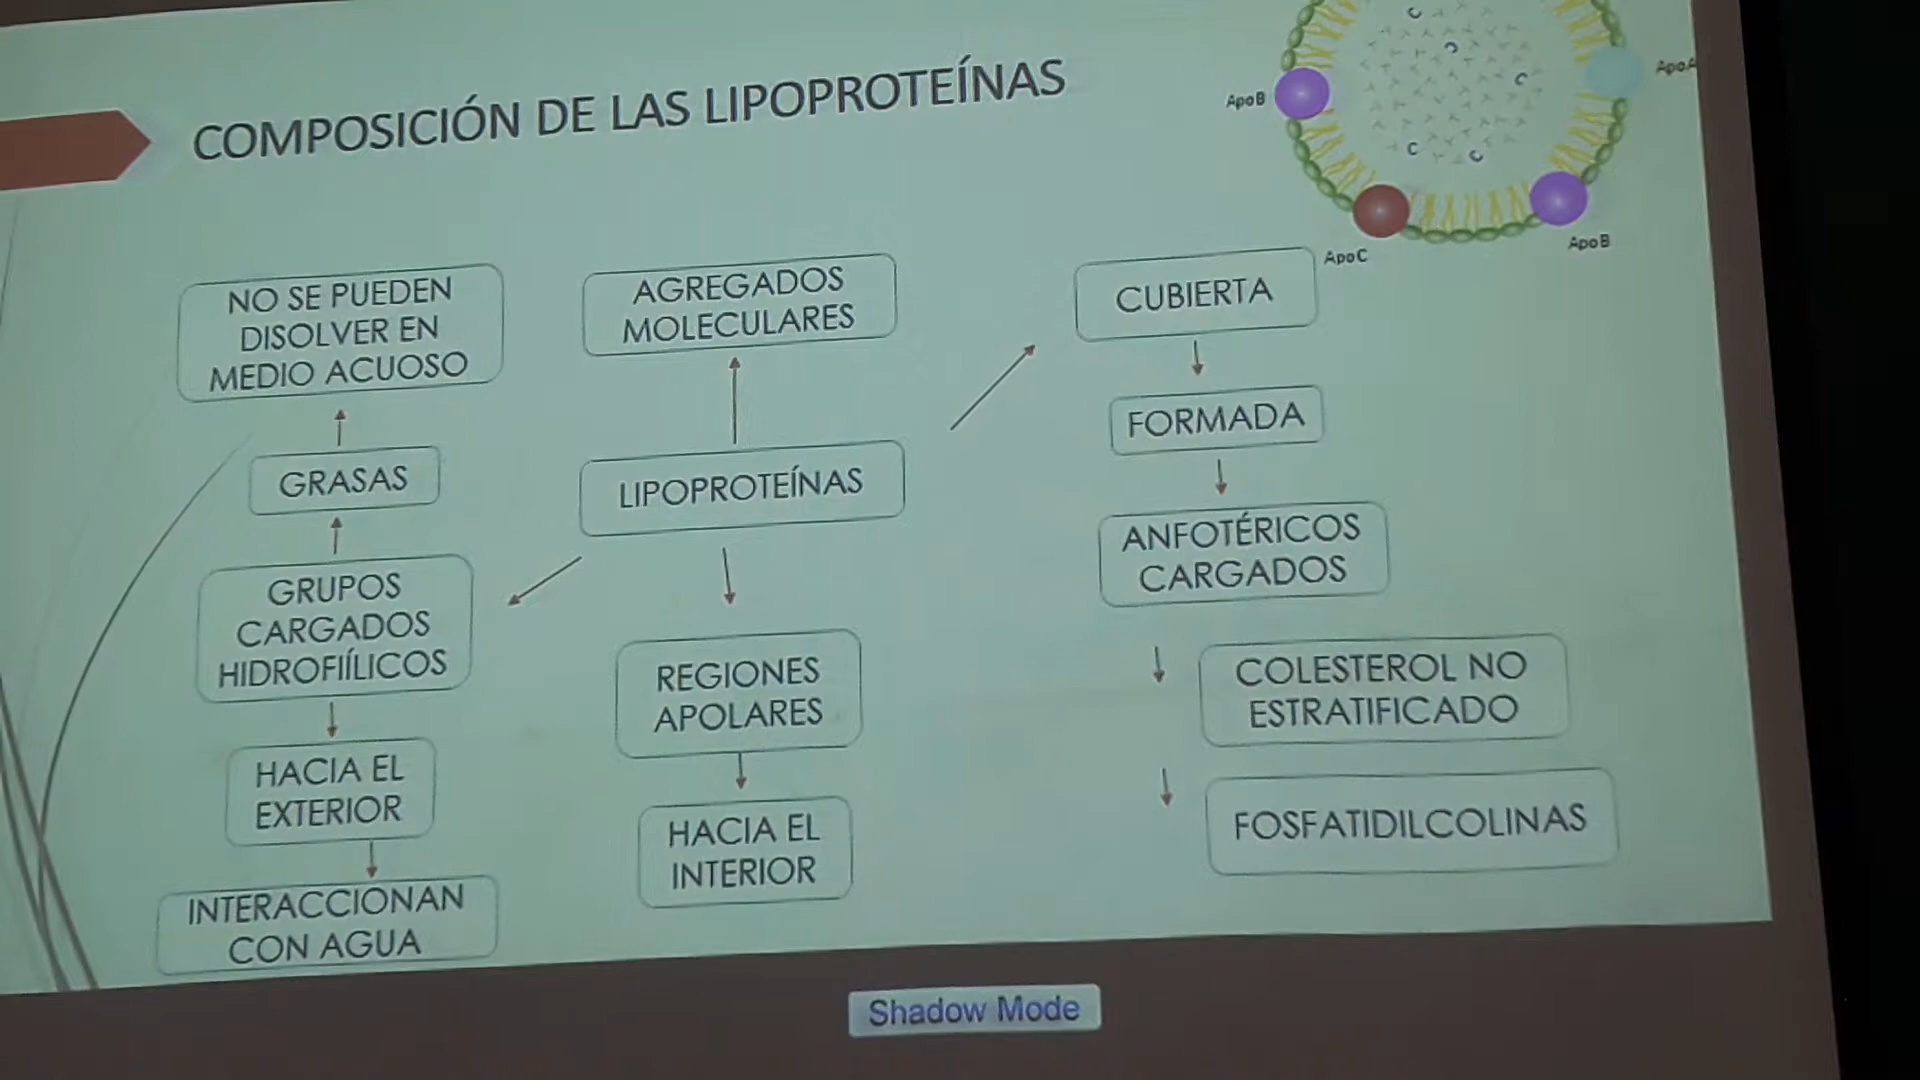 COMPOSICIÓN DE LAS LIPOPROTEÍNAS
ApoB
ApoA
C
C
C
C
C
ApoC
ApoB
NO SE PUEDEN
DISOLVER EN
MEDIO ACUOSO
GRASAS
GRUPOS
CARGADOS
HIDROFIÍLICOS
HACIA EL
EXTERIOR
INTERACCIONAN
CON AGUA
AGREGADOS
MOLECULARES
LIPOPROTEÍNAS
REGIONES
APOLARES
HACIA EL
INTERIOR
CUBIERTA
FORMADA
ANFOTÉRICOS
CARGADOS
COLESTEROL NO
ESTRATIFICADO
FOSFATIDILCOLINAS
Shadow Mode